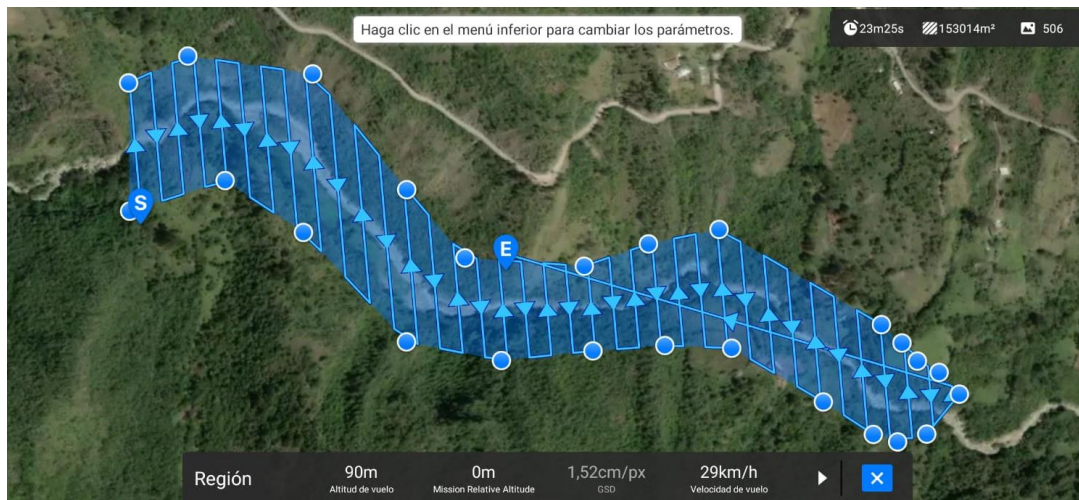 Haga clic en el menú inferior para cambiar los parámetros.
23m25s 153014m² 506
S
E
Región
90m
Altitud de vuelo
0m
Mission Relative Altitude
1,52cm/px
GSD
29km/h
Velocidad de vuelo